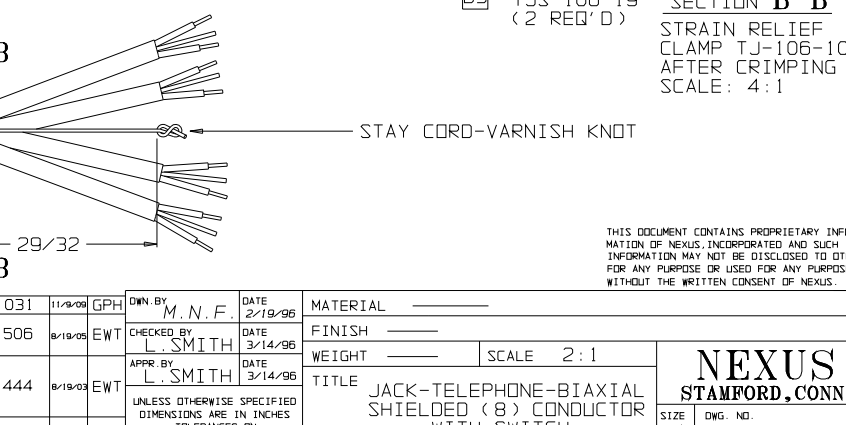 (2 REQ'D)
SECTION B B
STRAIN RELIEF
CLAMP TJ-106-10
AFTER CRIMPING
SCALE: 4:1
STAY CORD-VARNISH KNOT
29/32
THIS DOCUMENT CONTAINS PROPRIETARY INF
MATION OF NEXUS, INCORPORATED AND SUCH
INFORMATION MAY NOT BE DISCLOSED TO OT
FOR ANY PURPOSE OR USED FOR ANY PURPOS
WITHOUT THE WRITTEN CONSENT OF NEXUS.
031 11/9/09 GPH
506 8/19/05 EWT
444 8/19/03 EWT
DWN.BY M.N.F. DATE 2/19/96
CHECKED BY L.SMITH DATE 3/14/96
APPR.BY L.SMITH DATE 3/14/96
UNLESS OTHERWISE SPECIFIED
DIMENSIONS ARE IN INCHES
MATERIAL
FINISH
WEIGHT SCALE 2:1
TITLE JACK-TELEPHONE-BIAXIAL
SHIELDED (8) CONDUCTOR
WITH SWITCH
NEXUS
STAMFORD, CONN
SIZE DWG. NO.